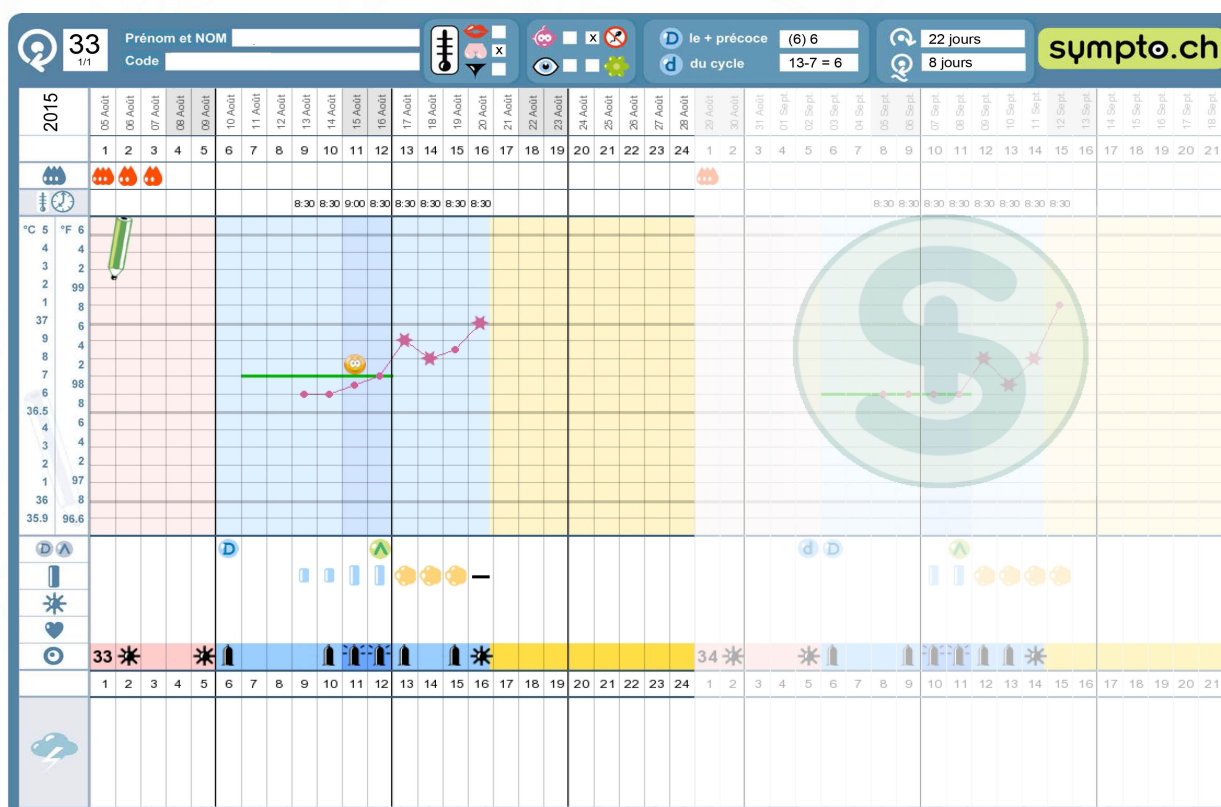 33
1/1
Prénom et NOM
Code
x
x
D le + précoce (6) 6
d du cycle 13-7 = 6
22 jours
8 jours
sympto.ch
2015
05 Août 06 Août 07 Août 08 Août 09 Août 10 Août 11 Août 12 Août 13 Août 14 Août 15 Août 16 Août 17 Août 18 Août 19 Août 20 Août 21 Août 22 Août 23 Août 24 Août 25 Août 26 Août 27 Août 28 Août 29 Août 30 Août 31 Août 01 Sept. 02 Sept. 03 Sept. 04 Sept. 05 Sept. 06 Sept. 07 Sept. 08 Sept. 09 Sept. 10 Sept. 11 Sept. 12 Sept. 13 Sept. 14 Sept. 15 Sept. 16 Sept. 17 Sept. 18 Sept.
1 2 3 4 5 6 7 8 9 10 11 12 13 14 15 16 17 18 19 20 21 22 23 24 1 2 3 4 5 6 7 8 9 10 11 12 13 14 15 16 17 18 19 20 21
8:30 8:30 9:00 8:30 8:30 8:30 8:30 8:30 8:30 8:30 8:30 8:30 8:30 8:30 8:30 8:30
°C 5 °F 6
4 4
3 2
2 99
1 8
37 6
9 4
8 2
7 98
6 8
36.5 6
4 4
3 2
2 97
1 8
36 96.6
35.9
D D d D
33 34
1 2 3 4 5 6 7 8 9 10 11 12 13 14 15 16 17 18 19 20 21 22 23 24 1 2 3 4 5 6 7 8 9 10 11 12 13 14 15 16 17 18 19 20 21